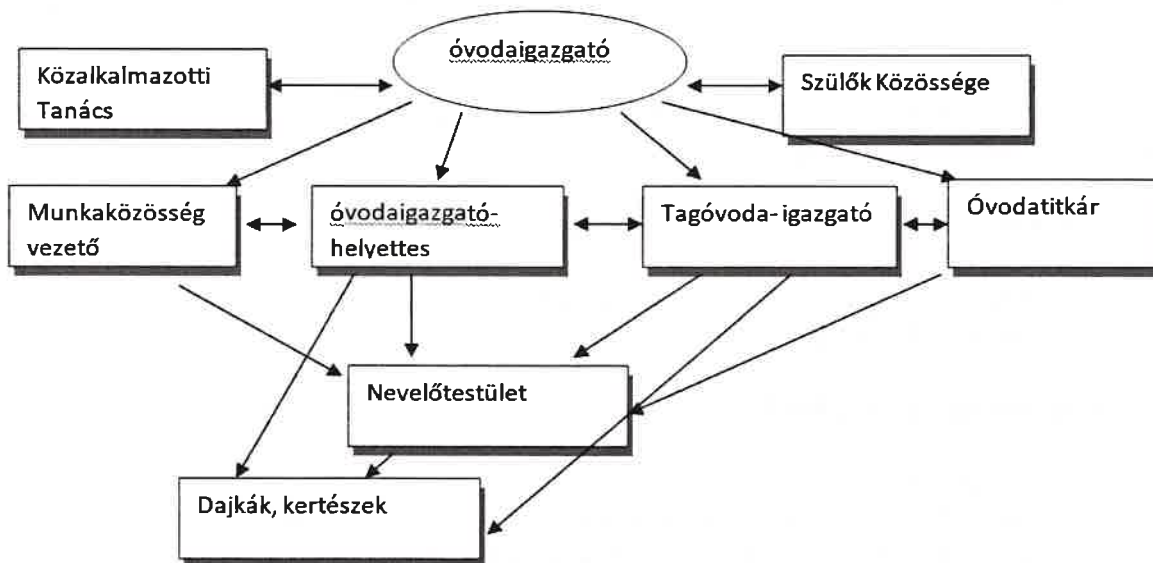 óvodaigazgató
Közalkalmazotti
Tanács
Szülők Közössége
Munkaközösség
vezető
óvodaigazgató-
helyettes
Tagóvoda- igazgató
Óvodatitkár
Nevelőtestület
Dajkák, kertészek